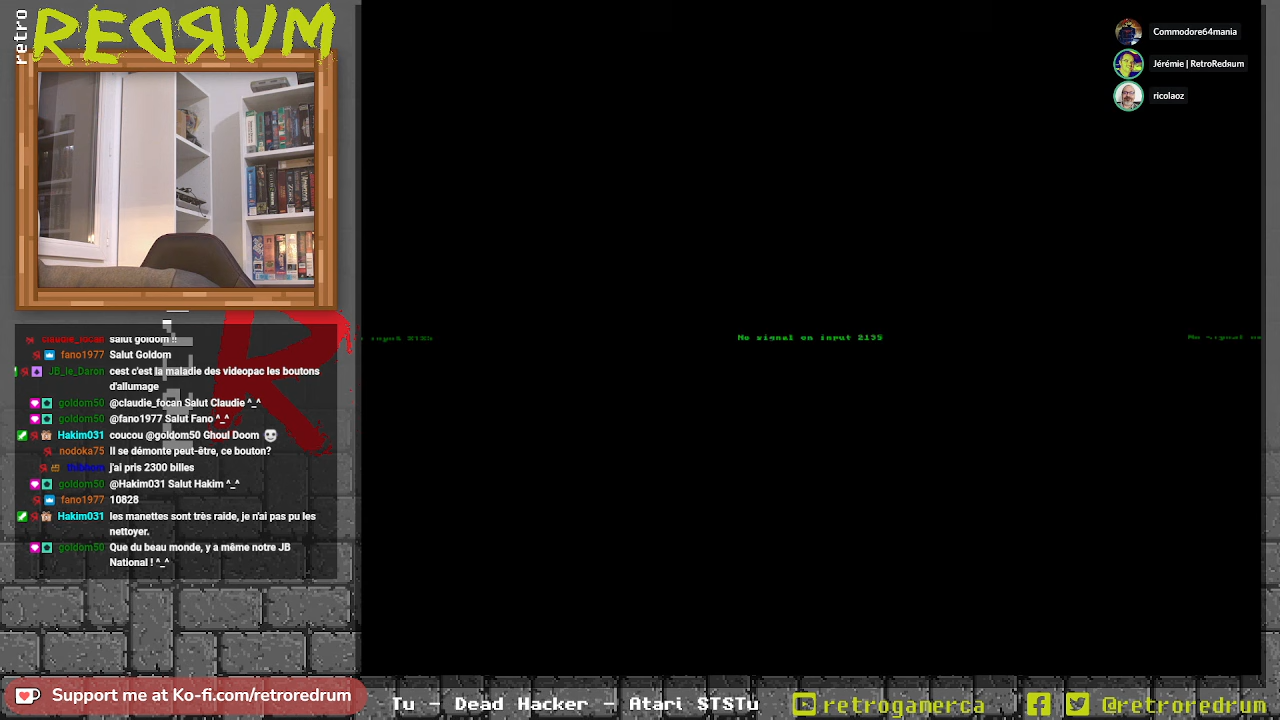 retro
REDRUM
Commodore64mania
Jérémie | RetroRedrum
ricolaoz
No signal on input 2135
claudie_focan salut goldom !!
fano1977 Salut Goldom
JB_le_Daron cest c'est la maladie des videopac les boutons
d'allumage
goldom50 @claudie_focan Salut Claudie ^_^
goldom50 @fano1977 Salut Fano ^_^
Hakim031 coucou @goldom50 Ghoul Doom
nodoka75 Il se démonte peut-être, ce bouton?
j'ai pris 2300 billes
goldom50 @Hakim031 Salut Hakim ^_^
fano1977 10828
Hakim031 les manettes sont très raide, je n'ai pas pu les
nettoyer.
goldom50 Que du beau monde, y a même notre JB
National ! ^_^
Support me at Ko-fi.com/retroredrum
Tu - Dead Hacker - Atari STSTu
retrogamerca
@retroredrum